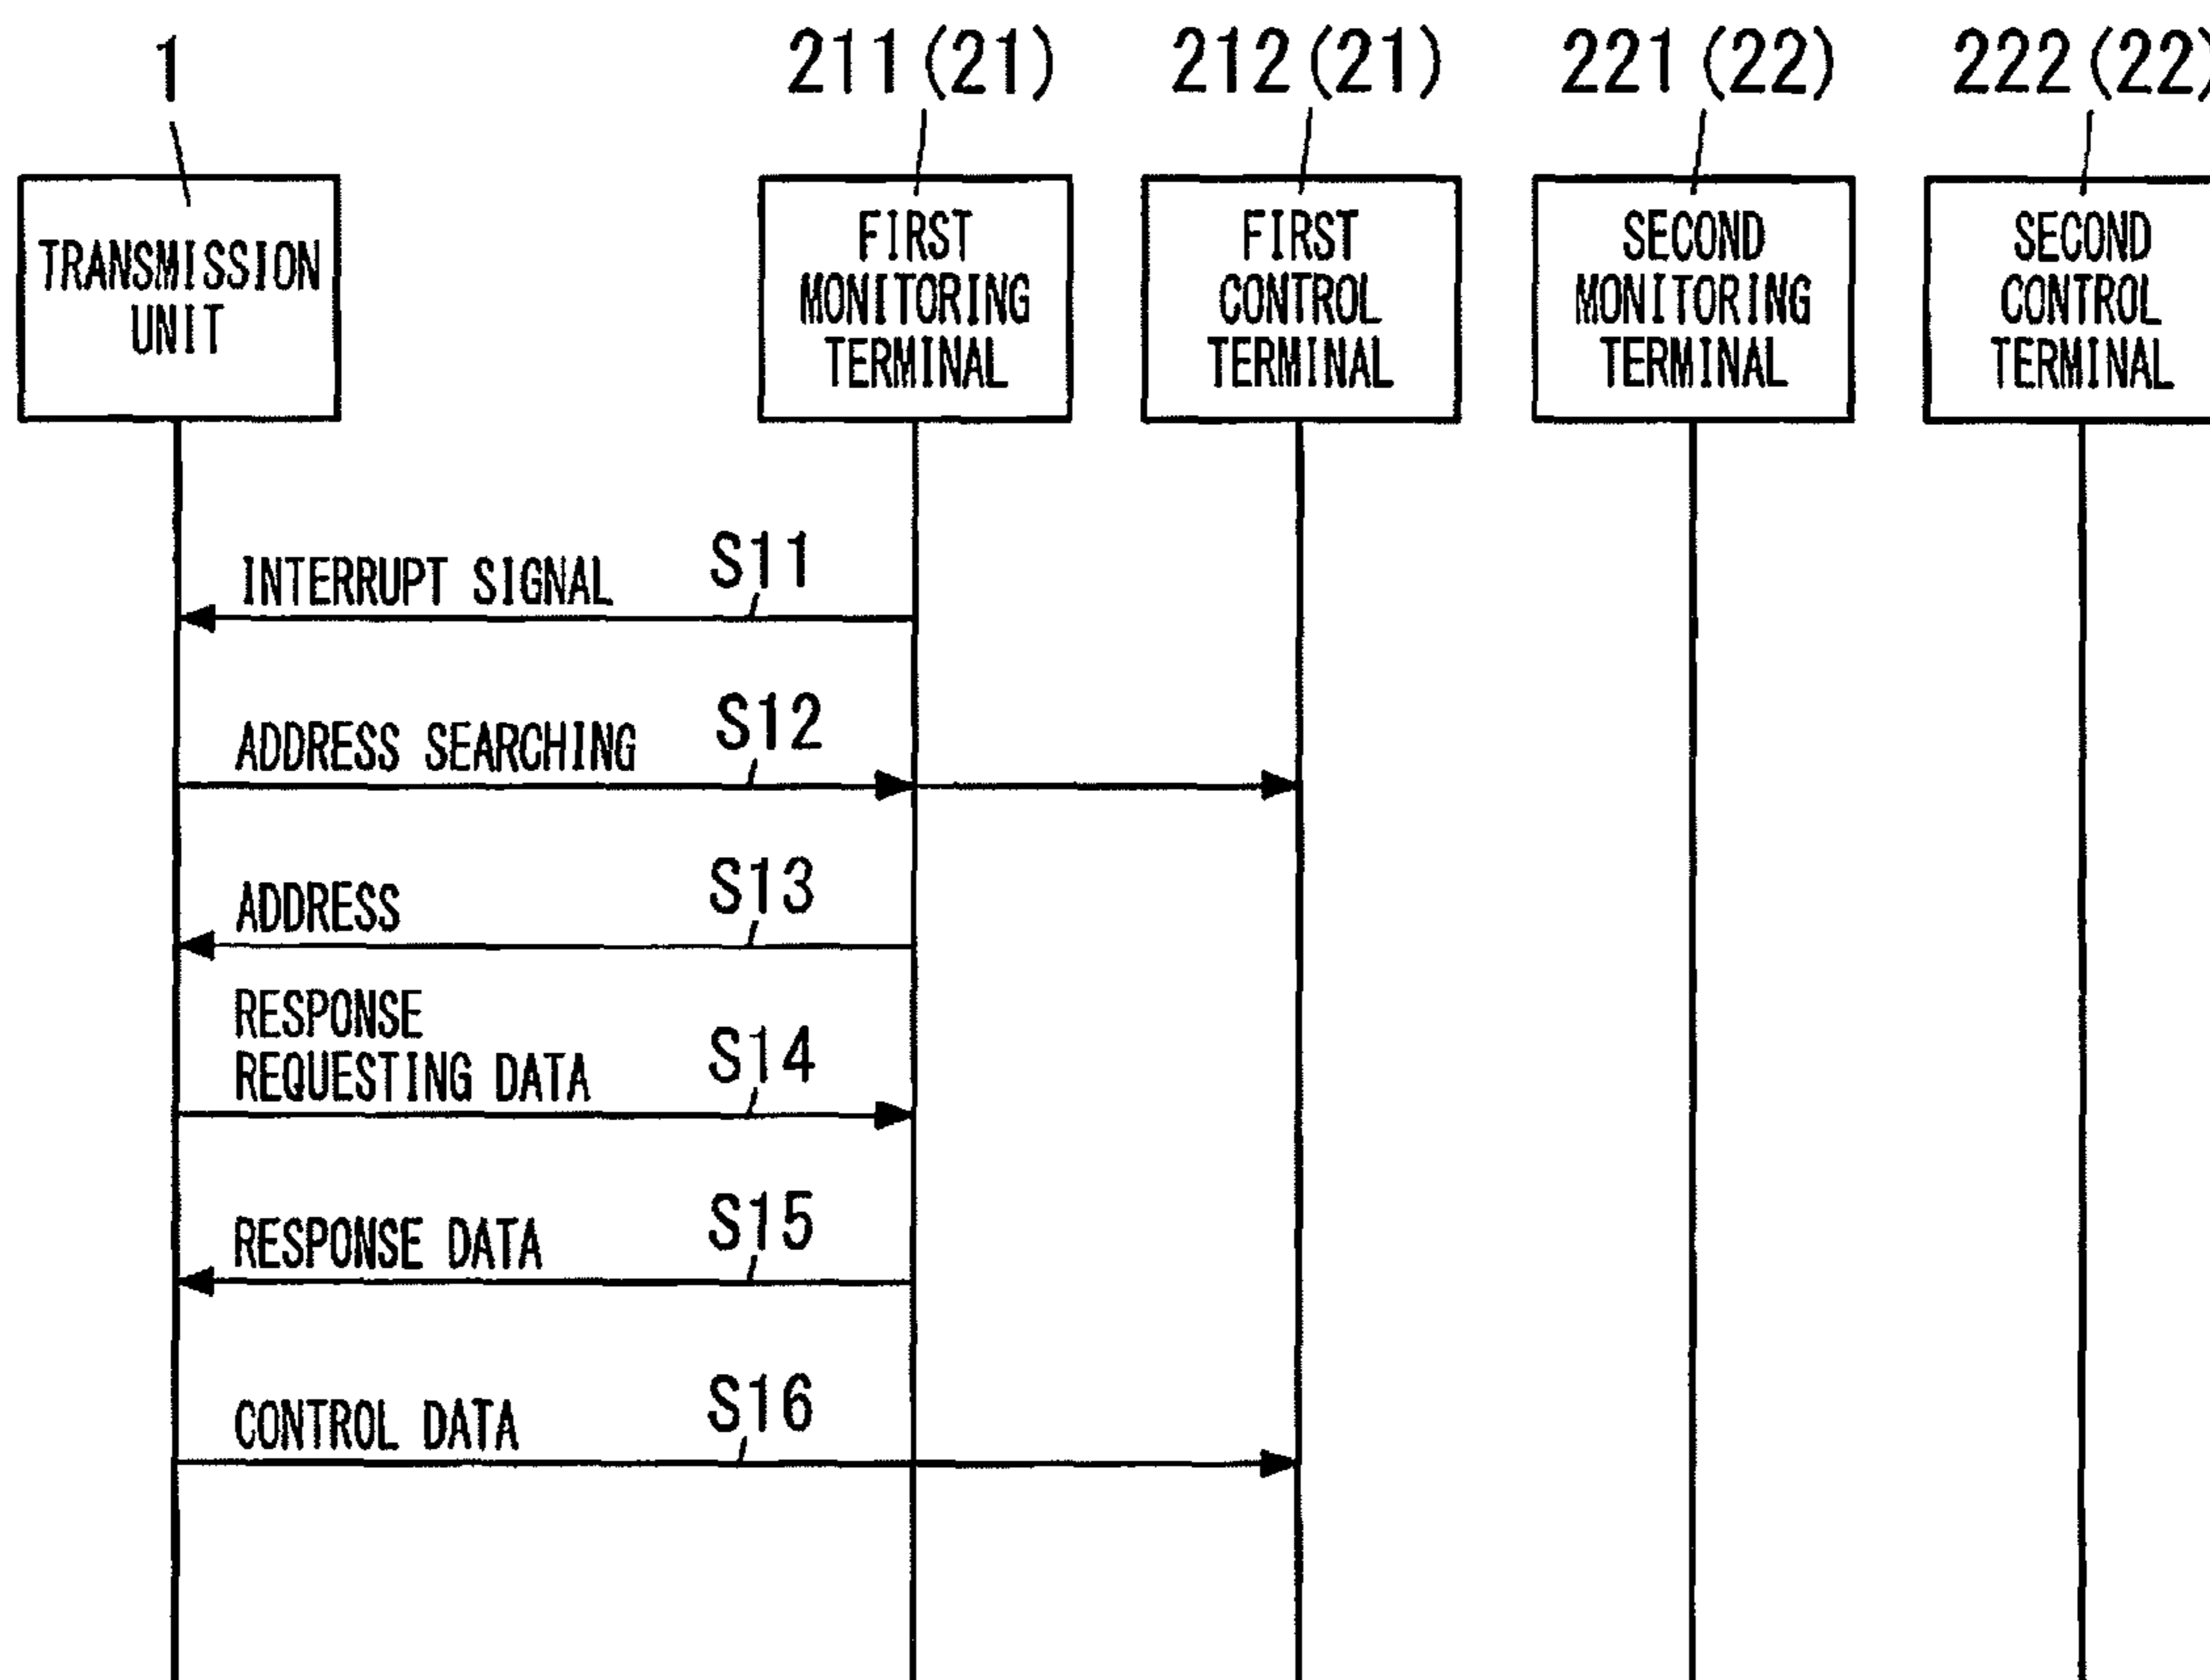 1
211(21)
212(21)
221(22)
222(22)
TRANSMISSION
UNIT
FIRST
MONITORING
TERMINAL
FIRST
CONTROL
TERMINAL
SECOND
MONITORING
TERMINAL
SECOND
CONTROL
TERMINAL
INTERRUPT SIGNAL
S11
ADDRESS SEARCHING
S12
ADDRESS
S13
RESPONSE
REQUESTING DATA
S14
RESPONSE DATA
S15
CONTROL DATA
S16